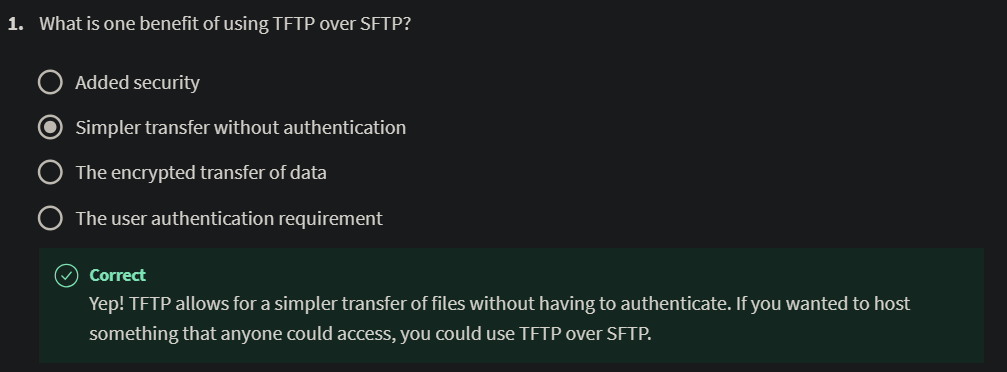 1. What is one benefit of using TFTP over SFTP?
Added security
Simpler transfer without authentication
The encrypted transfer of data
The user authentication requirement
Correct
Yep! TFTP allows for a simpler transfer of files without having to authenticate. If you wanted to host
something that anyone could access, you could use TFTP over SFTP.